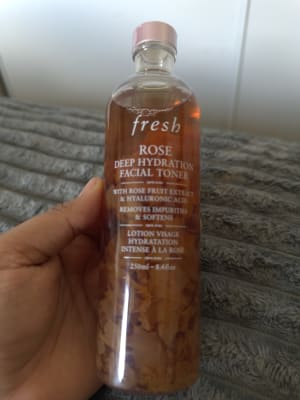 fresh
ROSE
DEEP HYDRATION
FACIAL TONER
WITH ROSE FRUIT EXTRACT
& HYALURONIC ACID
REMOVES IMPURITIES
& SOFTENS
LOTION VISAGE
HYDRATATION
INTENSE À LA ROSE
250ml - 8.4fl oz